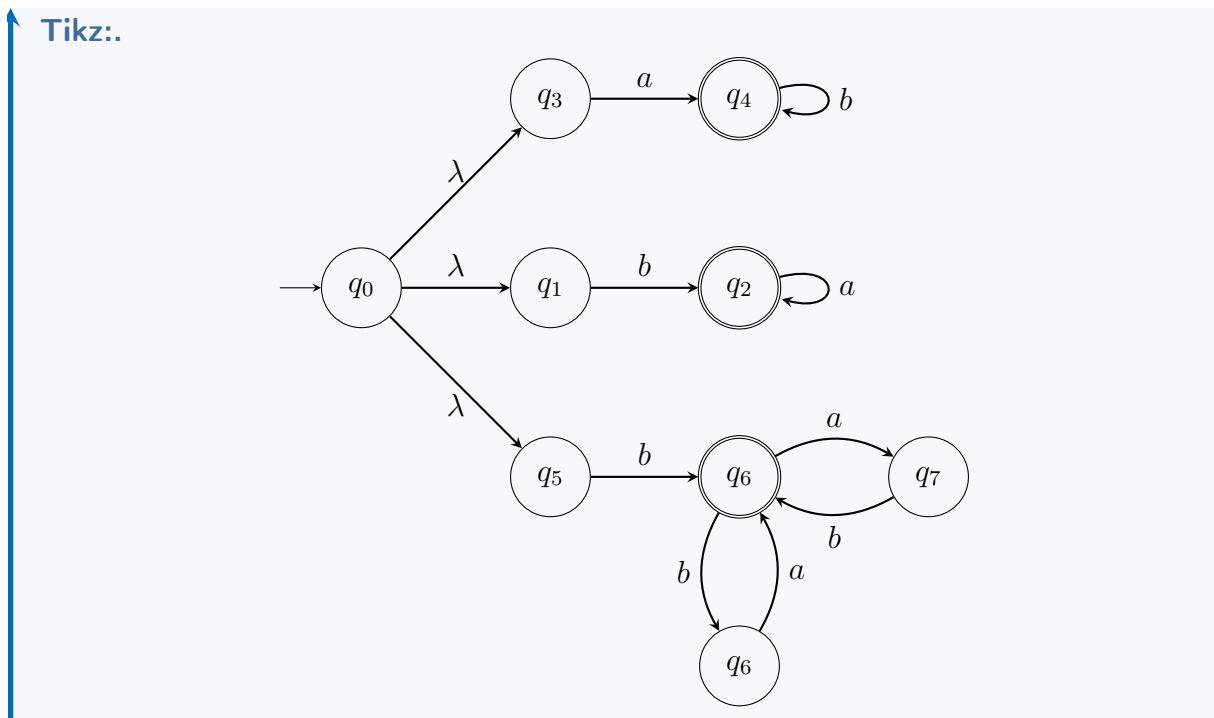 Tikz:.
q3 a q4 b
λ
q0 λ q1 b q2 a
λ
a
q5 b q6 q7
b
b a
q6